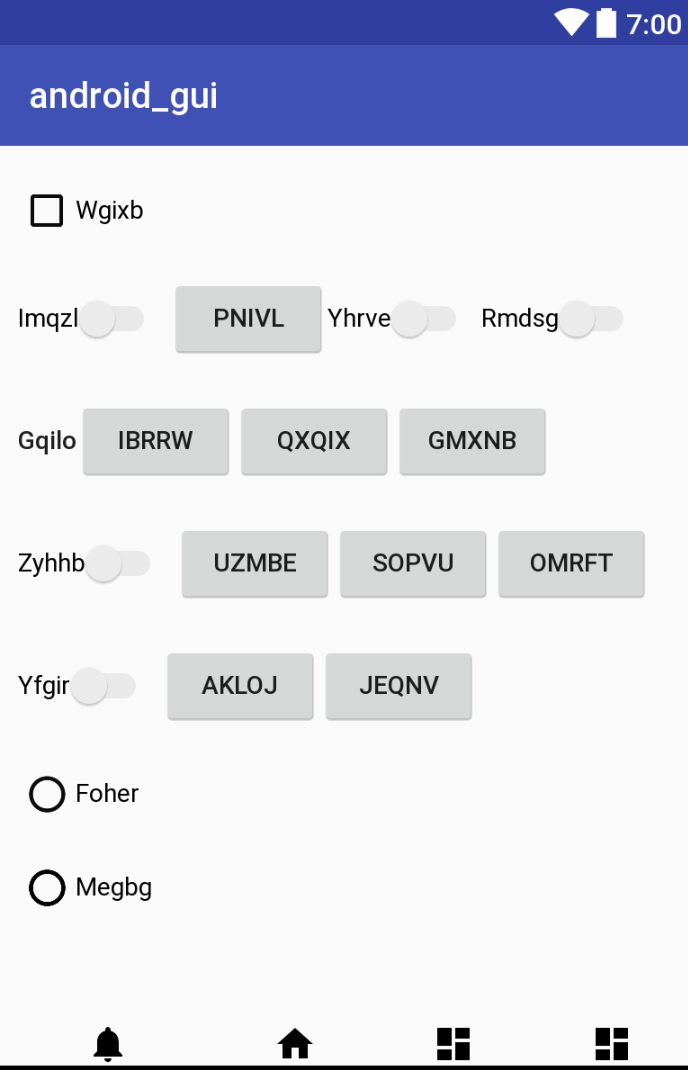 7:00
android_gui
Wgixb
Imqzl PNIVL Yhrve Rmdsg
Gqilo IBRRW QXQIX GMXNB
Zyhhb UZMBE SOPVU OMRFT
Yfgir AKLOJ JEQNV
Foher
Megbg